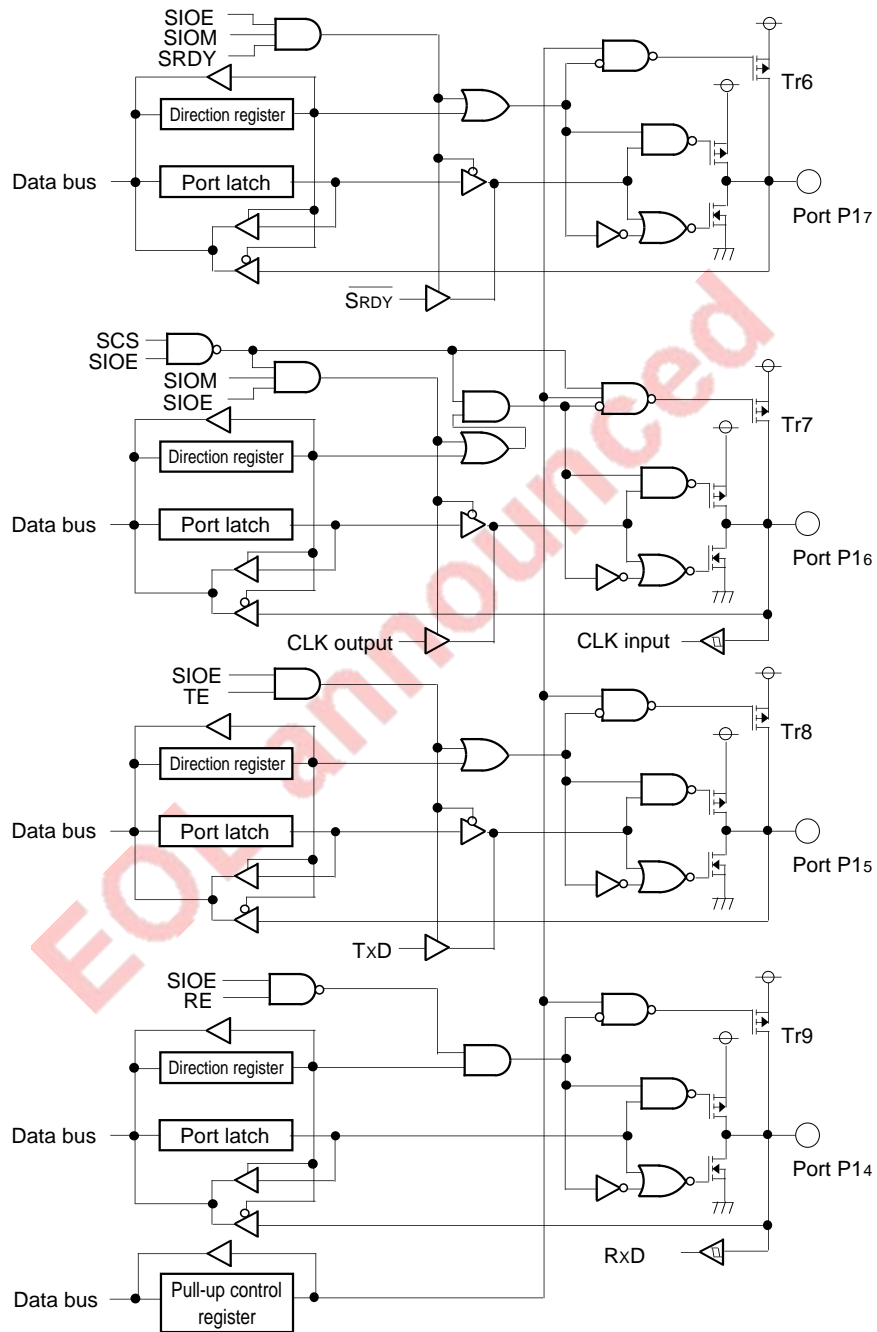 SIOE
SIOM
SRDY
Tr6
Direction register
Data bus
Port latch
Port P17
SRDY
SCS
SIOE
SIOM
SIOE
Tr7
Direction register
Data bus
Port latch
Port P16
CLK output
CLK input
SIOE
TE
Tr8
Direction register
Data bus
Port latch
Port P15
TxD
SIOE
RE
Tr9
Direction register
Data bus
Port latch
Port P14
RxD
Data bus
Pull-up control
register
EOL announced